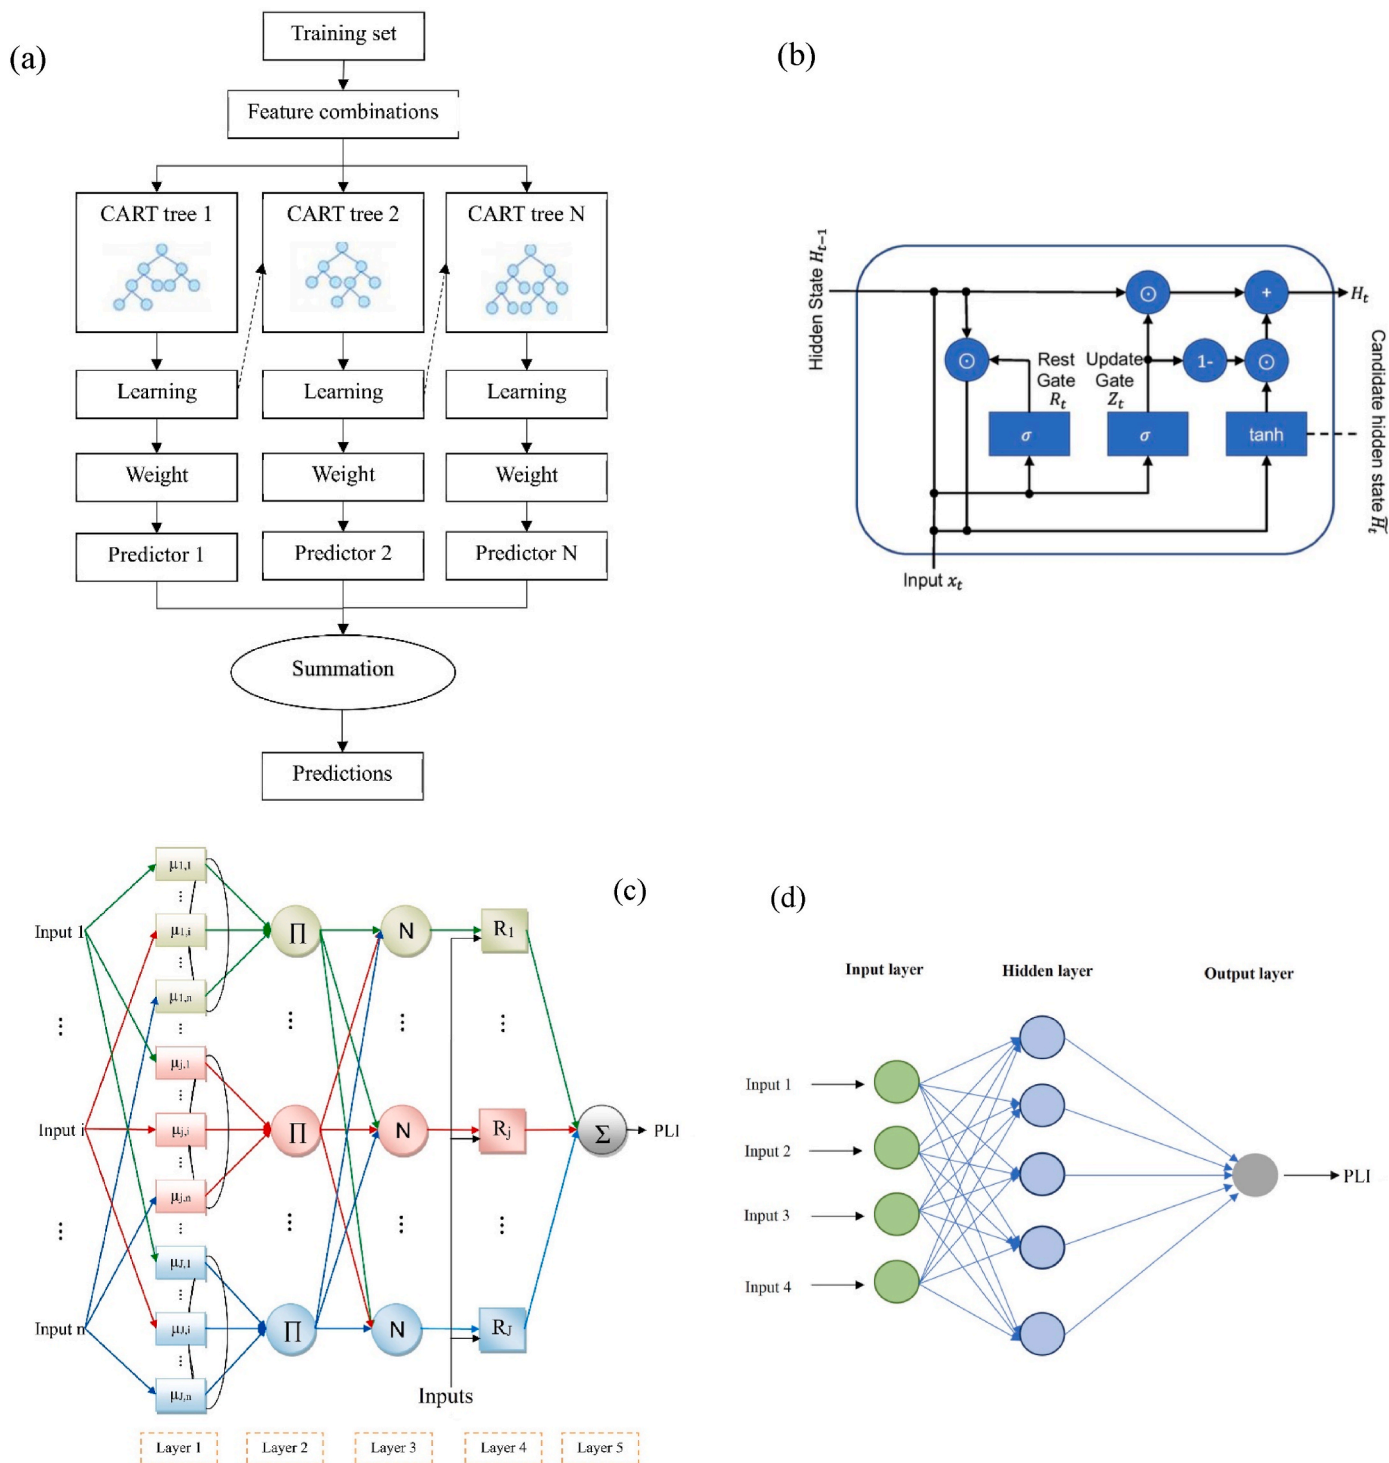 (a)
Training set
Feature combinations
CART tree 1
CART tree 2
CART tree N
Learning
Learning
Learning
Weight
Weight
Weight
Predictor 1
Predictor 2
Predictor N
Summation
Predictions
(b)
Hidden State H_{t-1}
⊙
+
H_t
⊙
Rest
Gate
R_t
Update
Gate
Z_t
1-
⊙
σ
σ
tanh
Candidate hidden state H̃_t
Input x_t
(c)
Input 1
⋮
Input i
⋮
Input n
μ1,1
⋮
μ1,i
⋮
μ1,n
⋮
μj,1
μj,i
μj,n
⋮
μJ,1
μJ,i
⋮
μJ,n
∏
⋮
∏
⋮
∏
N
⋮
N
⋮
N
R1
⋮
Rj
⋮
RJ
Inputs
Σ
PLI
Layer 1
Layer 2
Layer 3
Layer 4
Layer 5
(d)
Input layer
Hidden layer
Output layer
Input 1
Input 2
Input 3
Input 4
PLI